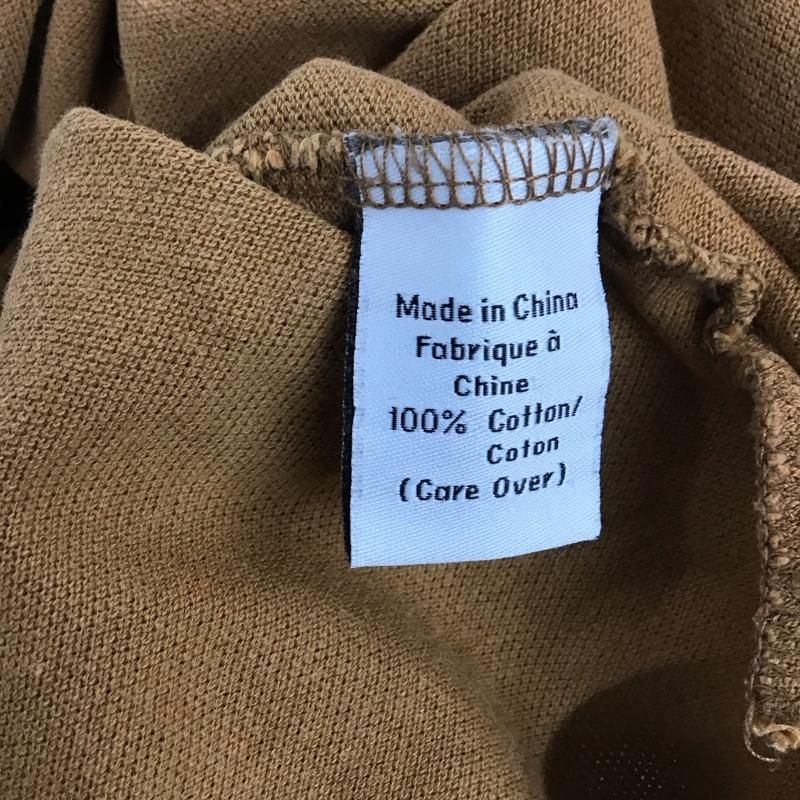 Made in China
Fabrique à
Chine
100% Cotton/
Coton
(Care Over)